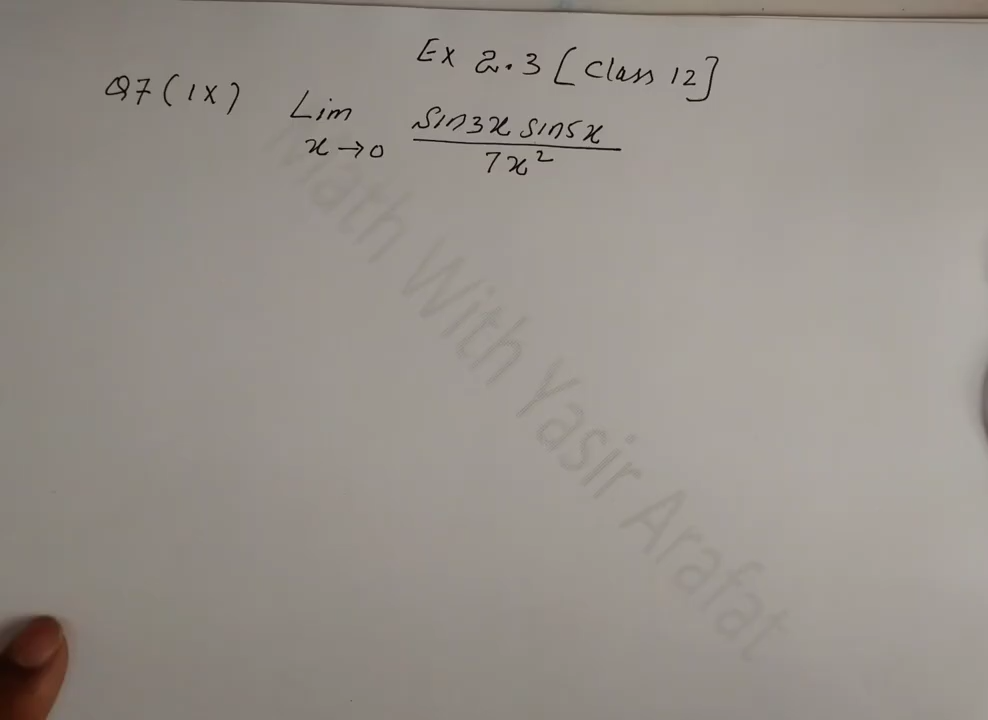 Ex 2.3 [Class 12]
Q7 (IX) Lim x→0 sin3x sin5x / 7x²
Math With Yasir Arafat